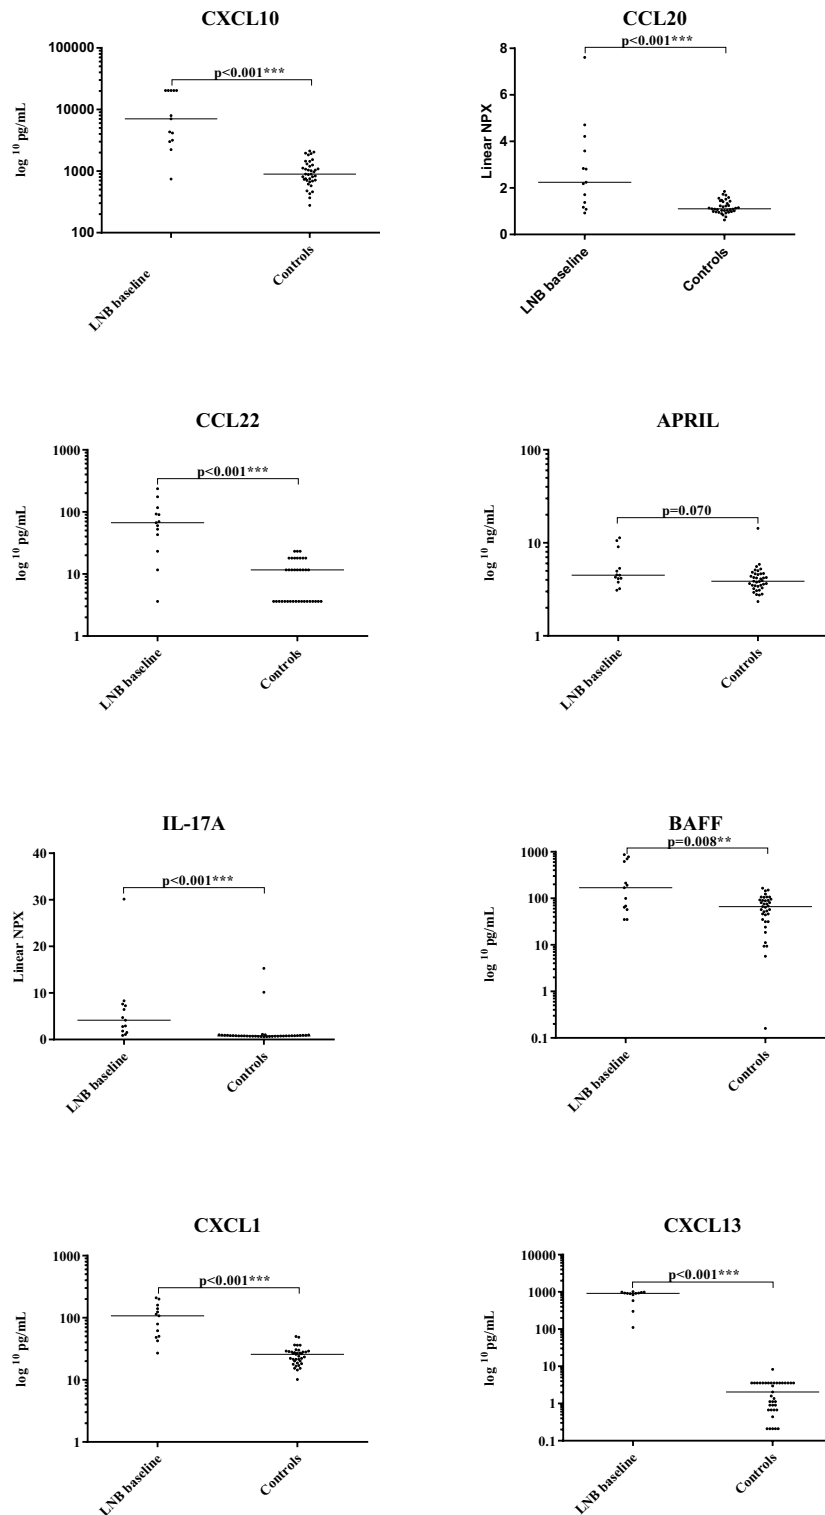 CXCL10
100000
10000
1000
100
log 10 pg/mL
p<0.001***
LNB baseline
Controls
CCL20
8
6
4
2
0
Linear NPX
p<0.001***
LNB baseline
Controls
CCL22
1000
100
10
1
log 10 pg/mL
p<0.001***
LNB baseline
Controls
APRIL
100
10
1
log 10 ng/mL
p=0.070
LNB baseline
Controls
IL-17A
40
30
20
10
0
Linear NPX
p<0.001***
LNB baseline
Controls
BAFF
1000
100
10
1
0.1
log 10 pg/mL
p=0.008**
LNB baseline
Controls
CXCL1
1000
100
10
1
log 10 pg/mL
p<0.001***
LNB baseline
Controls
CXCL13
10000
1000
100
10
1
0.1
log 10 pg/mL
p<0.001***
LNB baseline
Controls